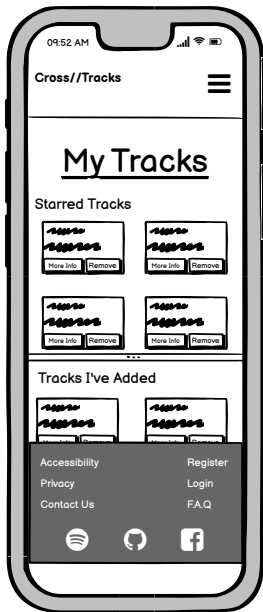 09:52 AM
Cross//Tracks
My Tracks
Starred Tracks
More Info Remove More Info Remove
More Info Remove More Info Remove
Tracks I've Added
Accessibility Register
Privacy Login
Contact Us F.A.Q